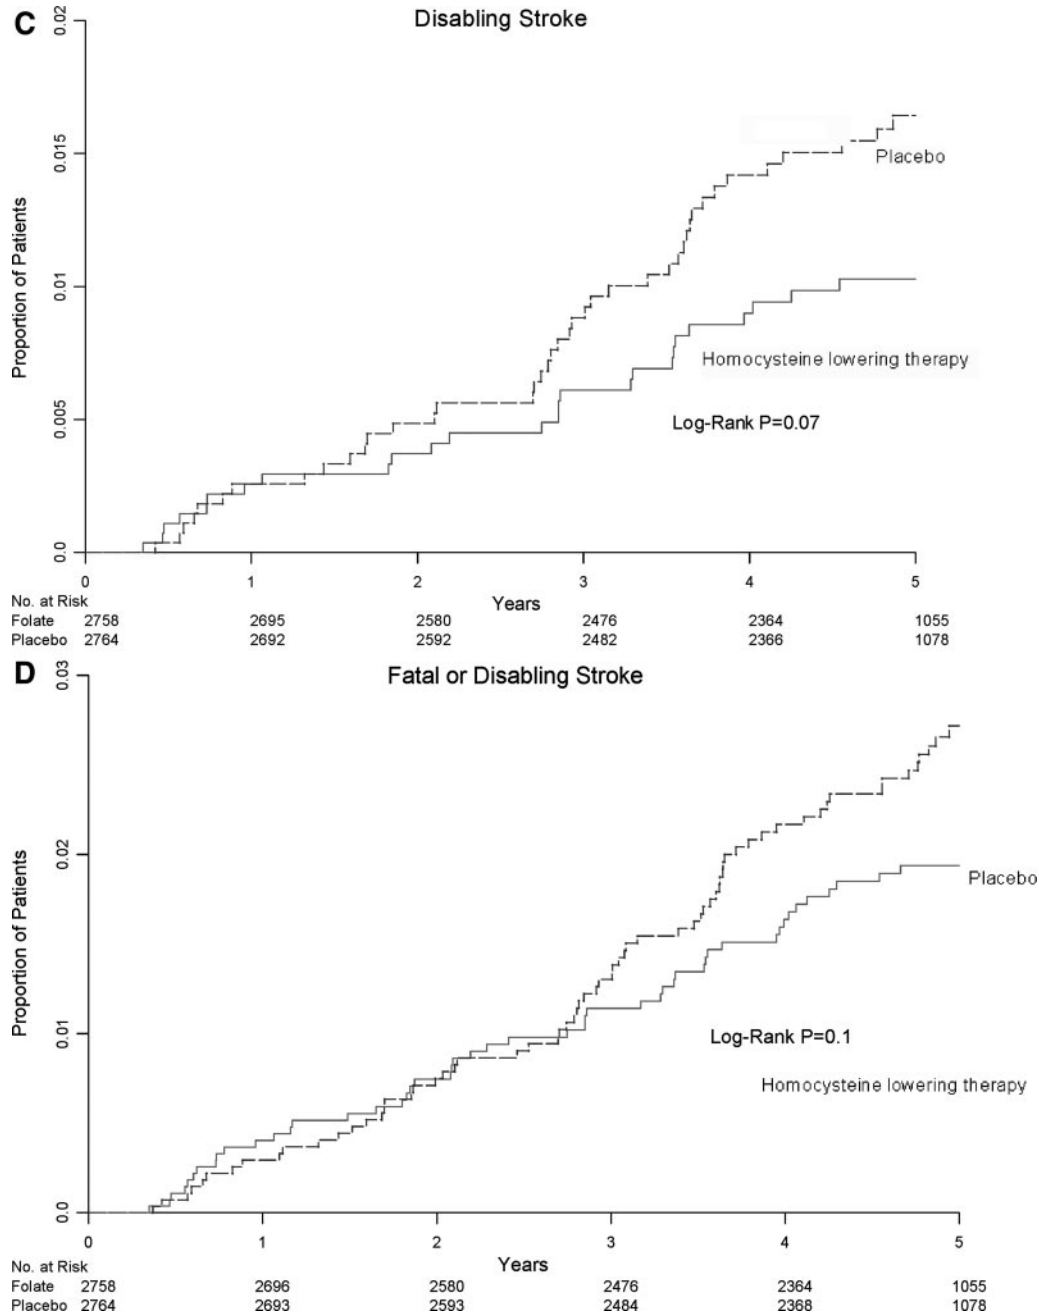 C
Disabling Stroke
0.02
0.015
0.01
0.005
0.0
Proportion of Patients
Placebo
Homocysteine lowering therapy
Log-Rank P=0.07
0 1 2 3 4 5
Years
No. at Risk
Folate 2758 2695 2580 2476 2364 1055
Placebo 2764 2692 2592 2482 2366 1078
D
Fatal or Disabling Stroke
0.03
0.02
0.01
0.0
Proportion of Patients
Placebo
Log-Rank P=0.1
Homocysteine lowering therapy
0 1 2 3 4 5
Years
No. at Risk
Folate 2758 2696 2580 2476 2364 1055
Placebo 2764 2693 2593 2484 2368 1078